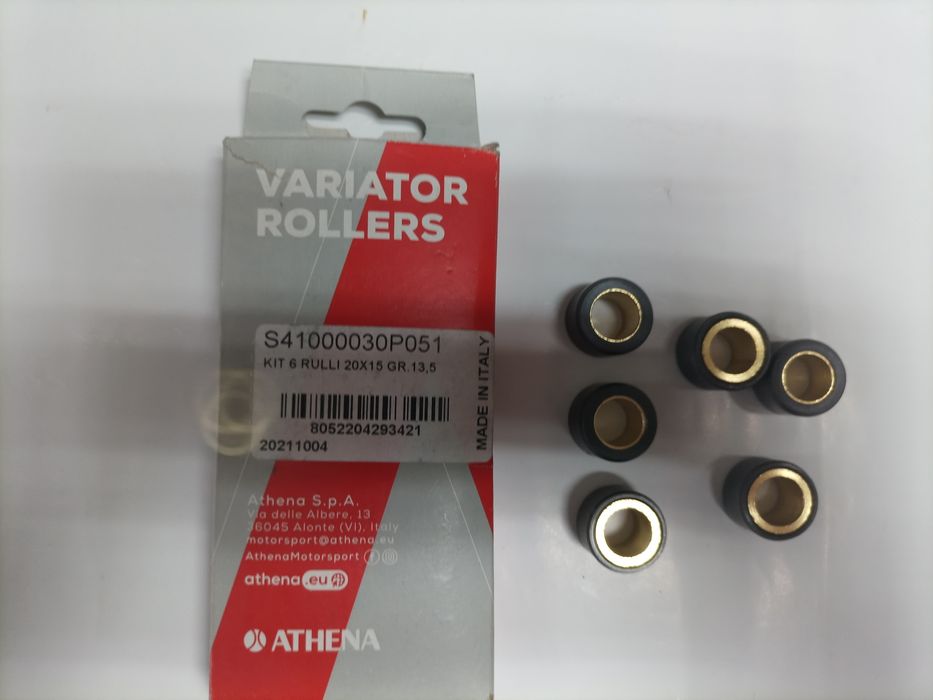 VARIATOR
ROLLERS
S41000030P051
KIT 6 RULLI 20X15 GR.13,5
8052204293421
20211004
MADE IN ITALY
Athena S.p.A.
Via delle Albere, 13
36045 Alonte (VI), Italy
motorsport@athena.eu
AthenaMotorsport
athena.eu
ATHENA